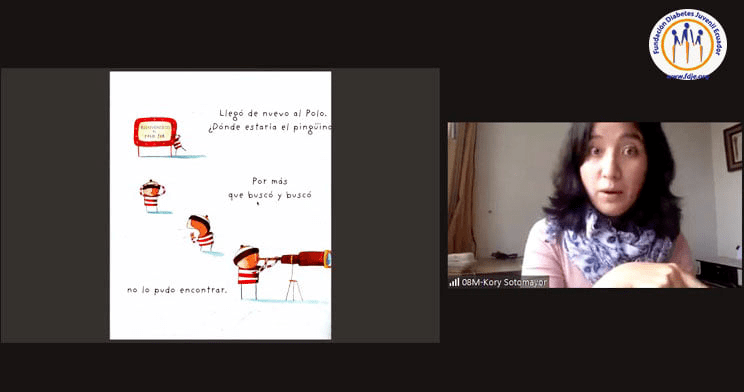 Llegó de nuevo al Polo.
¿Dónde estaría el pingüino
BIENVENIDOS
AL
POLO SUR
Por más
que buscó y buscó
no lo pudo encontrar.
Fundación Diabetes Juvenil Ecuador
www.fdje.org
08M-Kory Sotomayor